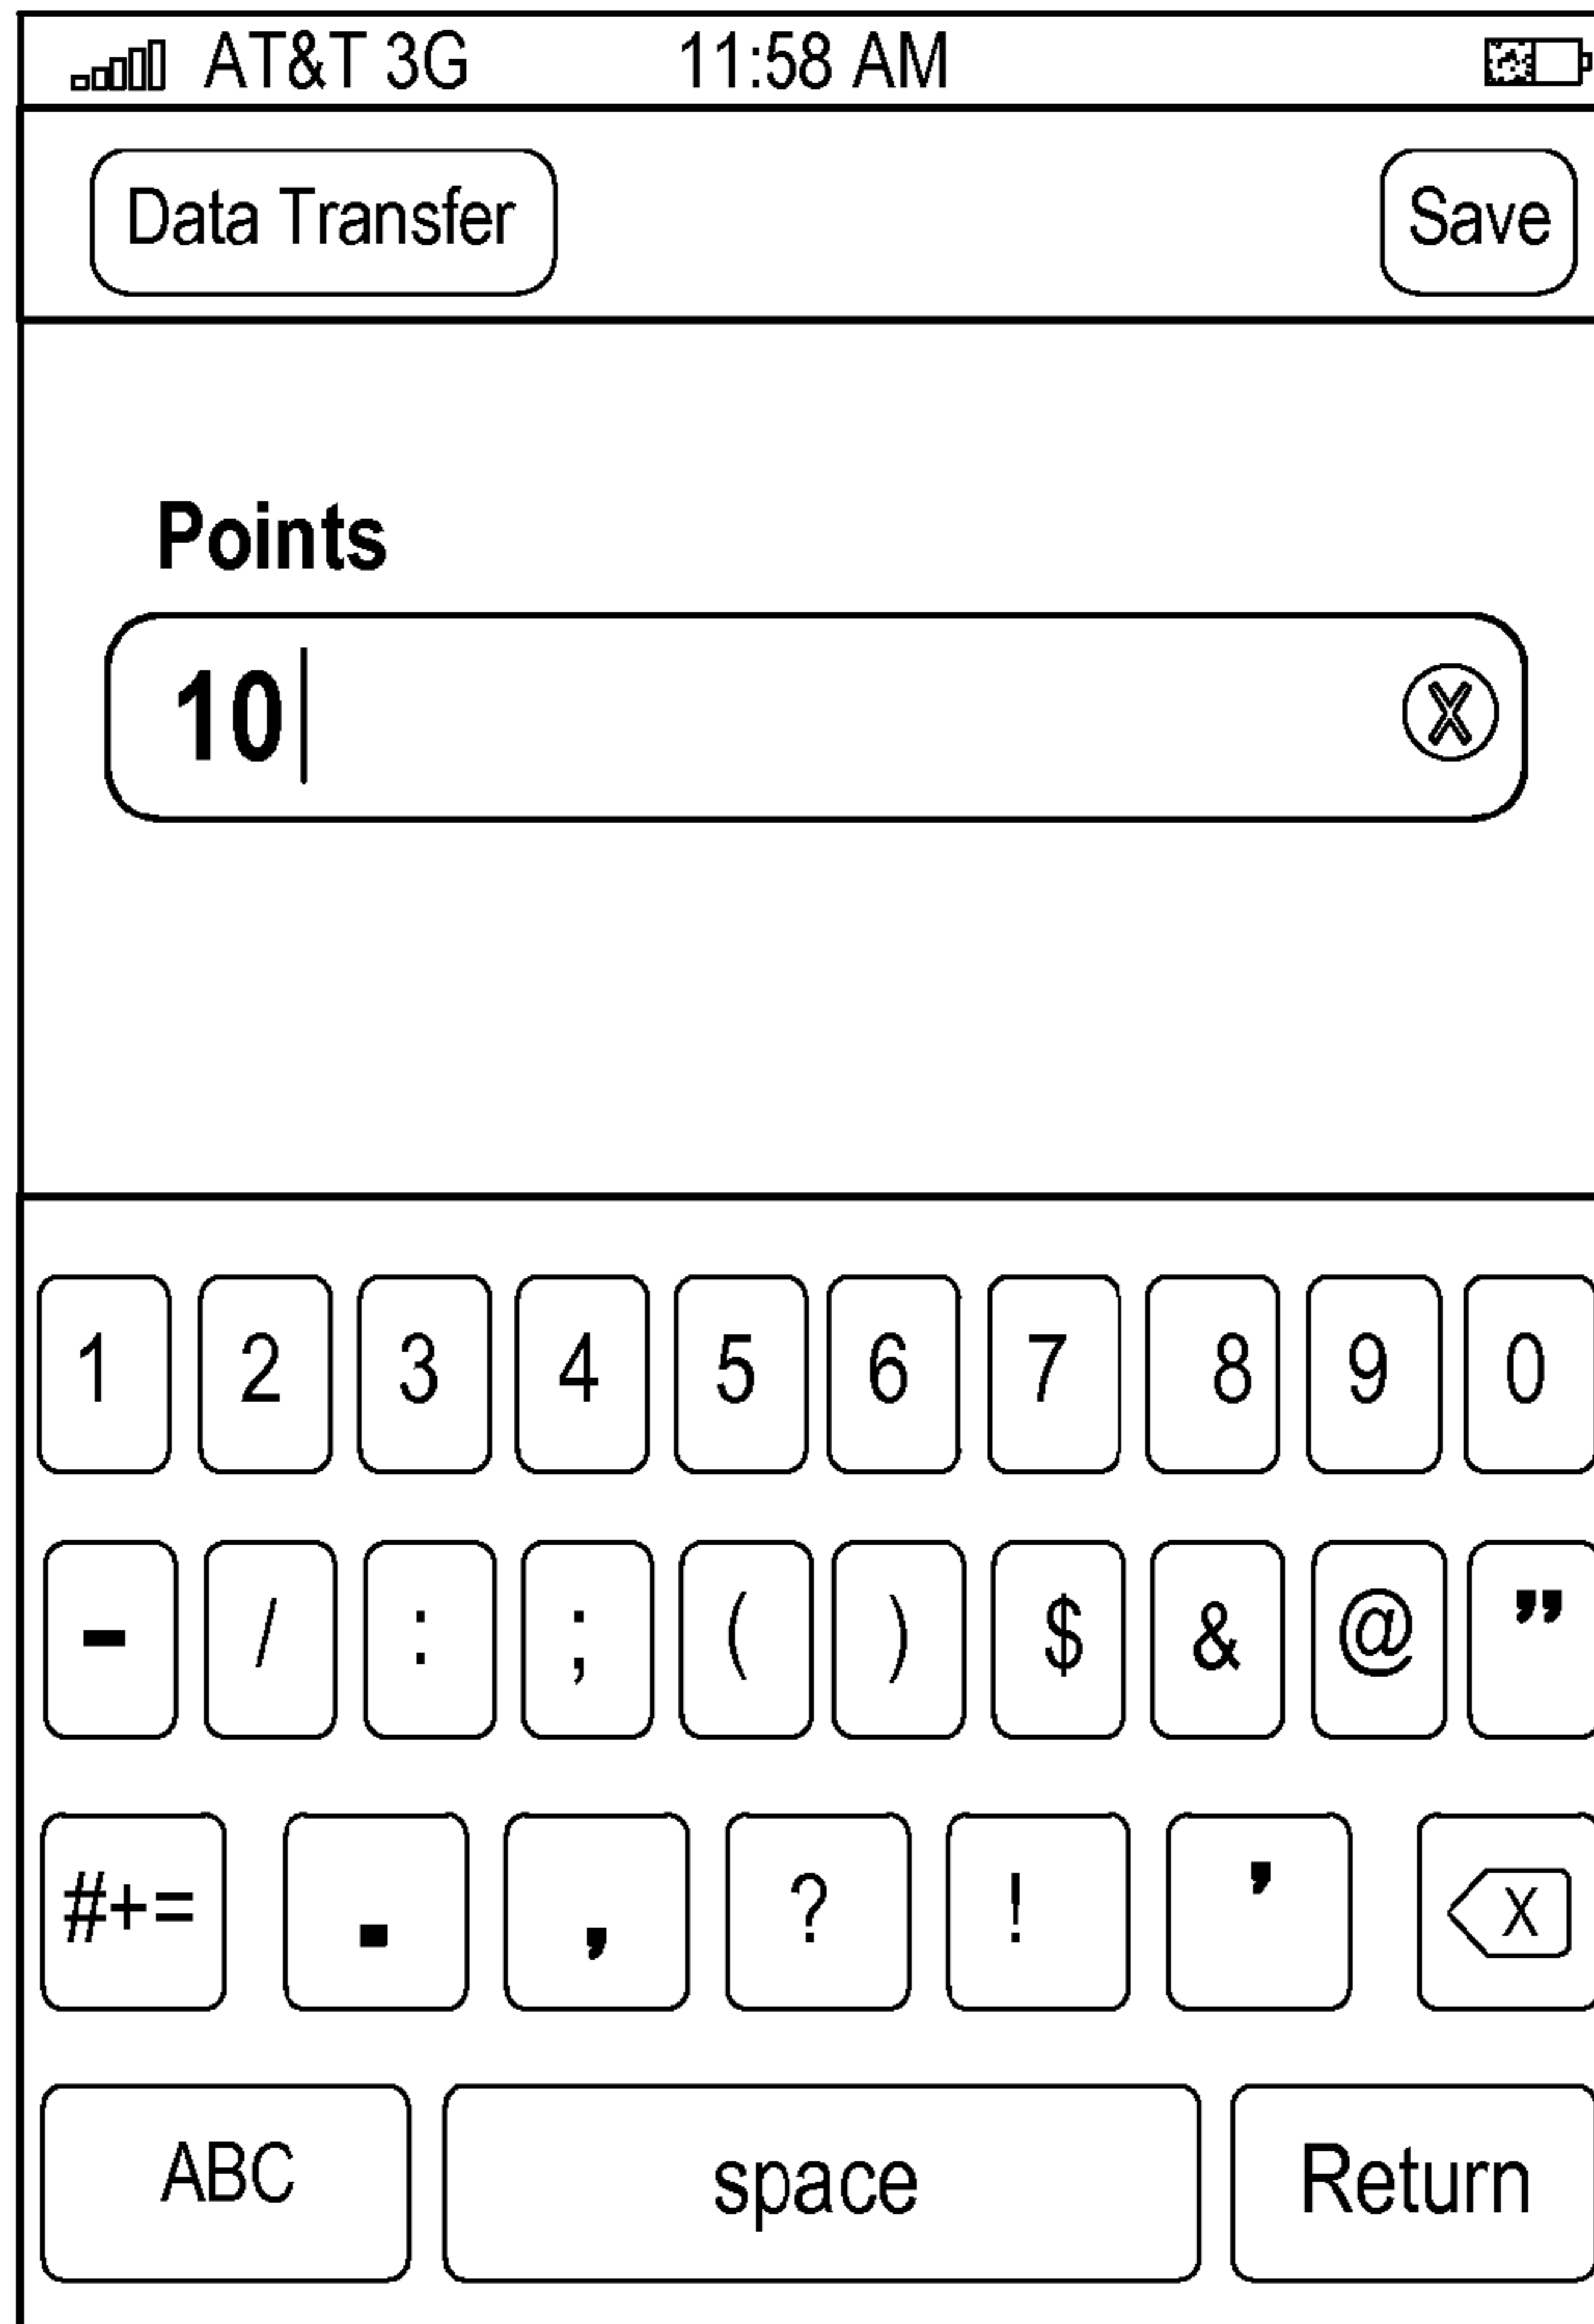 AT&T 3G 11:58 AM
Data Transfer Save
Points
10
1 2 3 4 5 6 7 8 9 0
- / : ; ( ) $ & @ ”
#+= . , ? ! ’ X
ABC space Return